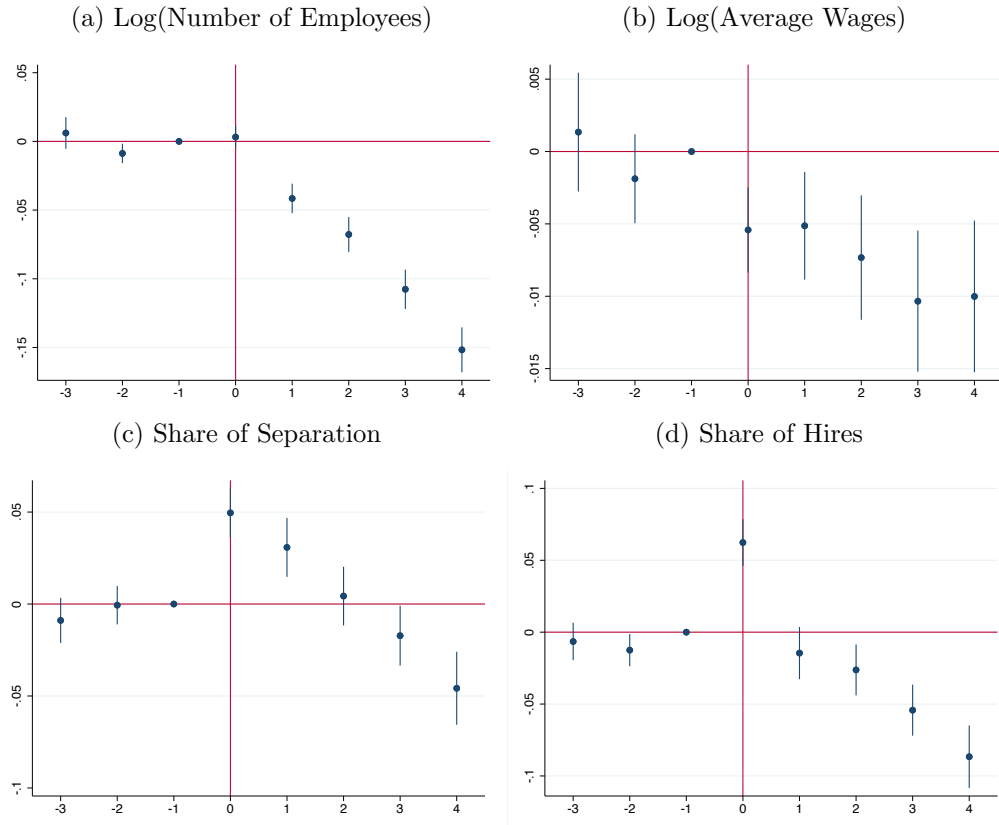 (a) Log(Number of Employees)
.05
0
-.05
-.1
-.15
-3 -2 -1 0 1 2 3 4
(b) Log(Average Wages)
.005
0
-.005
-.01
-.015
-3 -2 -1 0 1 2 3 4
(c) Share of Separation
.05
0
-.05
-.1
-3 -2 -1 0 1 2 3 4
(d) Share of Hires
.1
.05
0
-.05
-.1
-3 -2 -1 0 1 2 3 4